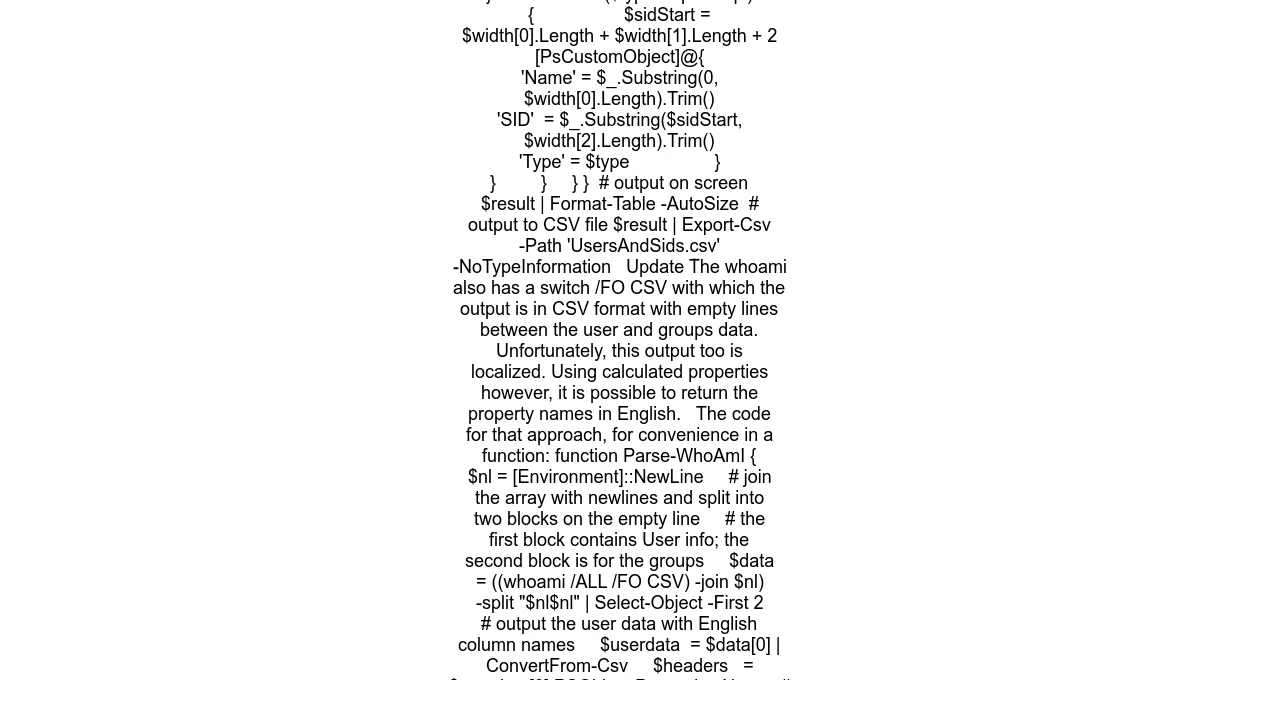 {                  $sidStart =
$width[0].Length + $width[1].Length + 2
[PsCustomObject]@{
'Name' = $_.Substring(0,
$width[0].Length).Trim()
'SID'  = $_.Substring($sidStart,
$width[2].Length).Trim()
'Type' = $type                 }
}         }     } }  # output on screen
$result | Format-Table -AutoSize  #
output to CSV file $result | Export-Csv
-Path 'UsersAndSids.csv'
-NoTypeInformation   Update The whoami
also has a switch /FO CSV with which the
output is in CSV format with empty lines
between the user and groups data.
Unfortunately, this output too is
localized. Using calculated properties
however, it is possible to return the
property names in English.   The code
for that approach, for convenience in a
function: function Parse-WhoAmI {
$nl = [Environment]::NewLine     # join
the array with newlines and split into
two blocks on the empty line     # the
first block contains User info; the
second block is for the groups     $data
= ((whoami /ALL /FO CSV) -join $nl)
-split "$nl$nl" | Select-Object -First 2
# output the user data with English
column names     $userdata  = $data[0] |
ConvertFrom-Csv     $headers   =